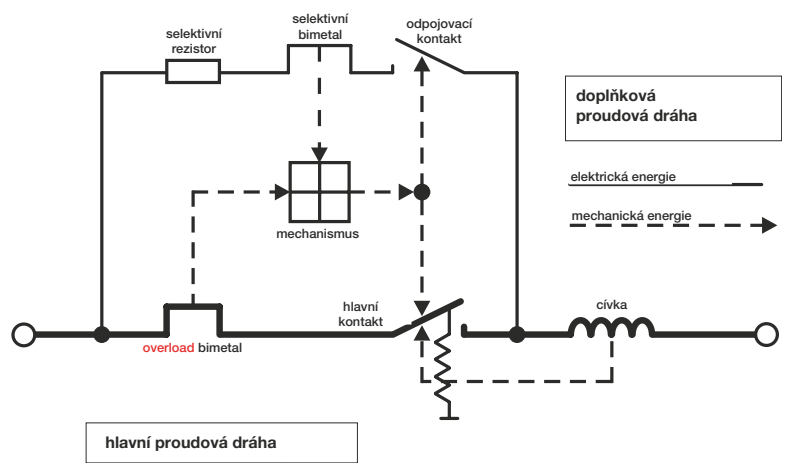 selektivní
rezistor
selektivní
bimetal
odpojovací
kontakt
doplňková
proudová dráha
elektrická energie
mechanická energie
mechanismus
hlavní
kontakt
cívka
overload bimetal
hlavní proudová dráha